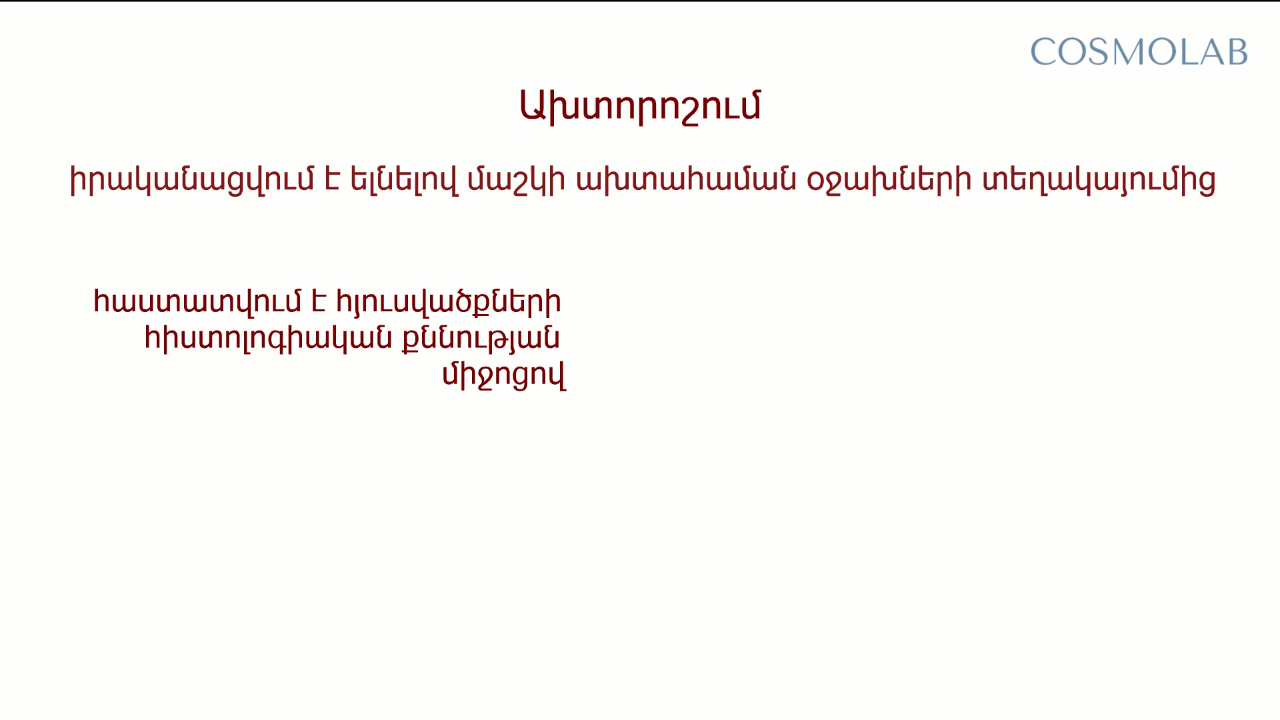 COSMOLAB
Ախտորոշում
իրականացվում է ելնելով մաշկի ախտահաման օջախների տեղակայումից
հաստատվում է հյուսվածքների
հիստոլոգիական քննության
միջոցով